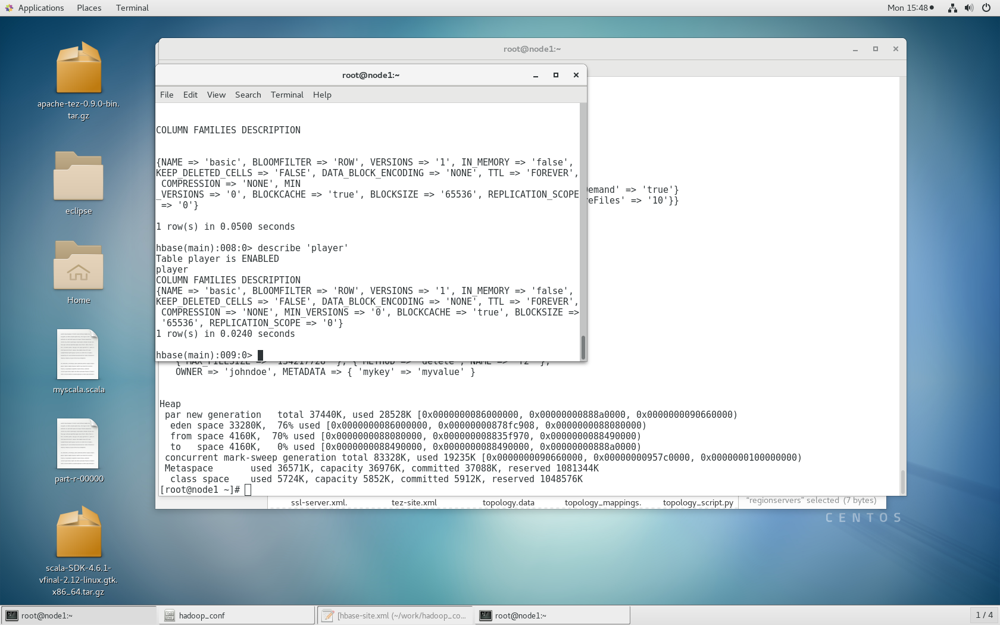 Applications Places Terminal Mon 15:48
root@node1:~
root@node1:~
File Edit View Search Terminal Help
COLUMN FAMILIES DESCRIPTION
{NAME => 'basic', BLOOMFILTER => 'ROW', VERSIONS => '1', IN_MEMORY => 'false',
KEEP_DELETED_CELLS => 'FALSE', DATA_BLOCK_ENCODING => 'NONE', TTL => 'FOREVER',
COMPRESSION => 'NONE', MIN
_VERSIONS => '0', BLOCKCACHE => 'true', BLOCKSIZE => '65536', REPLICATION_SCOPE
=> '0'}
1 row(s) in 0.0500 seconds
hbase(main):008:0> describe 'player'
Table player is ENABLED
player
COLUMN FAMILIES DESCRIPTION
{NAME => 'basic', BLOOMFILTER => 'ROW', VERSIONS => '1', IN_MEMORY => 'false',
KEEP_DELETED_CELLS => 'FALSE', DATA_BLOCK_ENCODING => 'NONE', TTL => 'FOREVER',
COMPRESSION => 'NONE', MIN_VERSIONS => '0', BLOCKCACHE => 'true', BLOCKSIZE =>
'65536', REPLICATION_SCOPE => '0'}
1 row(s) in 0.0240 seconds
hbase(main):009:0>
emand' => 'true'}
eFiles' => '10'}}
OWNER => 'johndoe', METADATA => { 'mykey' => 'myvalue' }
Heap
par new generation total 37440K, used 28528K [0x0000000086000000, 0x00000000888a0000, 0x0000000090660000)
eden space 33280K, 76% used [0x0000000086000000, 0x00000000878fc908, 0x0000000088080000)
from space 4160K, 70% used [0x0000000088080000, 0x000000008835f970, 0x0000000088490000)
to space 4160K, 0% used [0x0000000088490000, 0x0000000088490000, 0x00000000888a0000)
concurrent mark-sweep generation total 83328K, used 19235K [0x0000000090660000, 0x00000000957c0000, 0x0000000100000000)
Metaspace used 36571K, capacity 36976K, committed 37088K, reserved 1081344K
class space used 5724K, capacity 5852K, committed 5912K, reserved 1048576K
[root@node1 ~]#
ssl-server.xml. tez-site.xml topology.data topology_mappings. topology_script.py "regionservers" selected (7 bytes)
CENTOS
apache-tez-0.9.0-bin.
tar.gz
eclipse
Home
myscala.scala
part-r-00000
scala-SDK-4.6.1-
vfinal-2.12-linux.gtk.
x86_64.tar.gz
root@node1:~ hadoop_conf [hbase-site.xml (~/work/hadoop_co... root@node1:~ 1 / 4